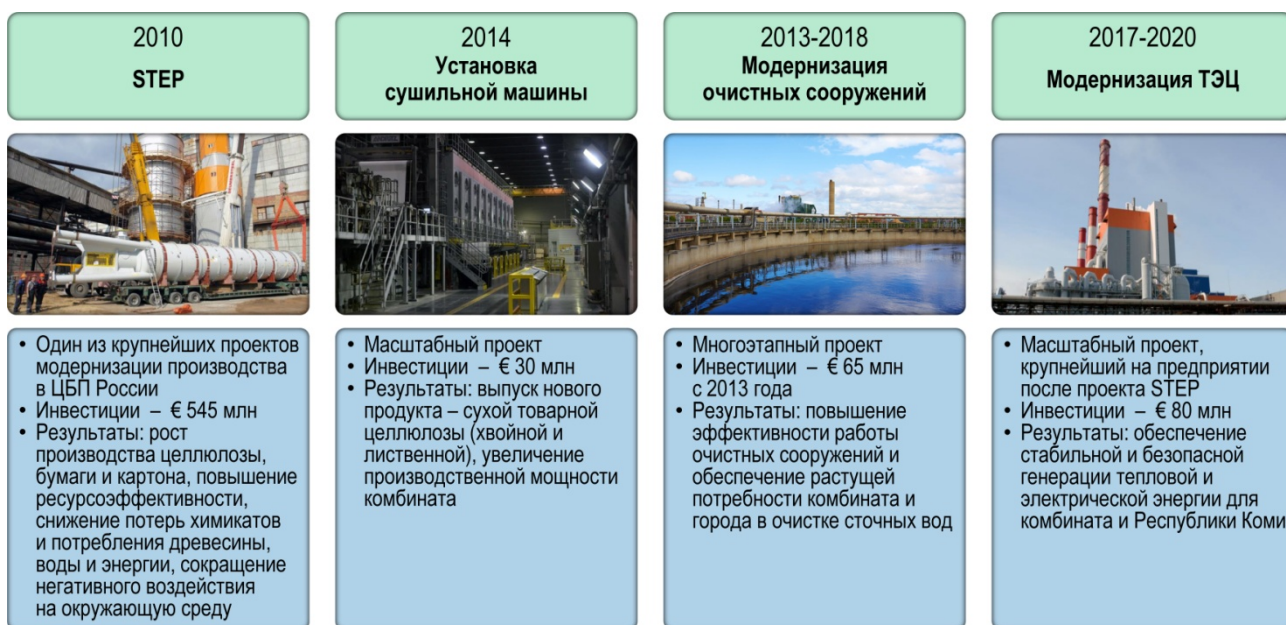 2010
STEP
• Один из крупнейших проектов
модернизации производства
в ЦБП России
• Инвестиции – € 545 млн
• Результаты: рост
производства целлюлозы,
бумаги и картона, повышение
ресурсоэффективности,
снижение потерь химикатов
и потребления древесины,
воды и энергии, сокращение
негативного воздействия
на окружающую среду
2014
Установка
сушильной машины
• Масштабный проект
• Инвестиции – € 30 млн
• Результаты: выпуск нового
продукта – сухой товарной
целлюлозы (хвойной и
лиственной), увеличение
производственной мощности
комбината
2013-2018
Модернизация
очистных сооружений
• Многоэтапный проект
• Инвестиции – € 65 млн
с 2013 года
• Результаты: повышение
эффективности работы
очистных сооружений и
обеспечение растущей
потребности комбината и
города в очистке сточных вод
2017-2020
Модернизация ТЭЦ
• Масштабный проект,
крупнейший на предприятии
после проекта STEP
• Инвестиции – € 80 млн
• Результаты: обеспечение
стабильной и безопасной
генерации тепловой и
электрической энергии для
комбината и Республики Коми